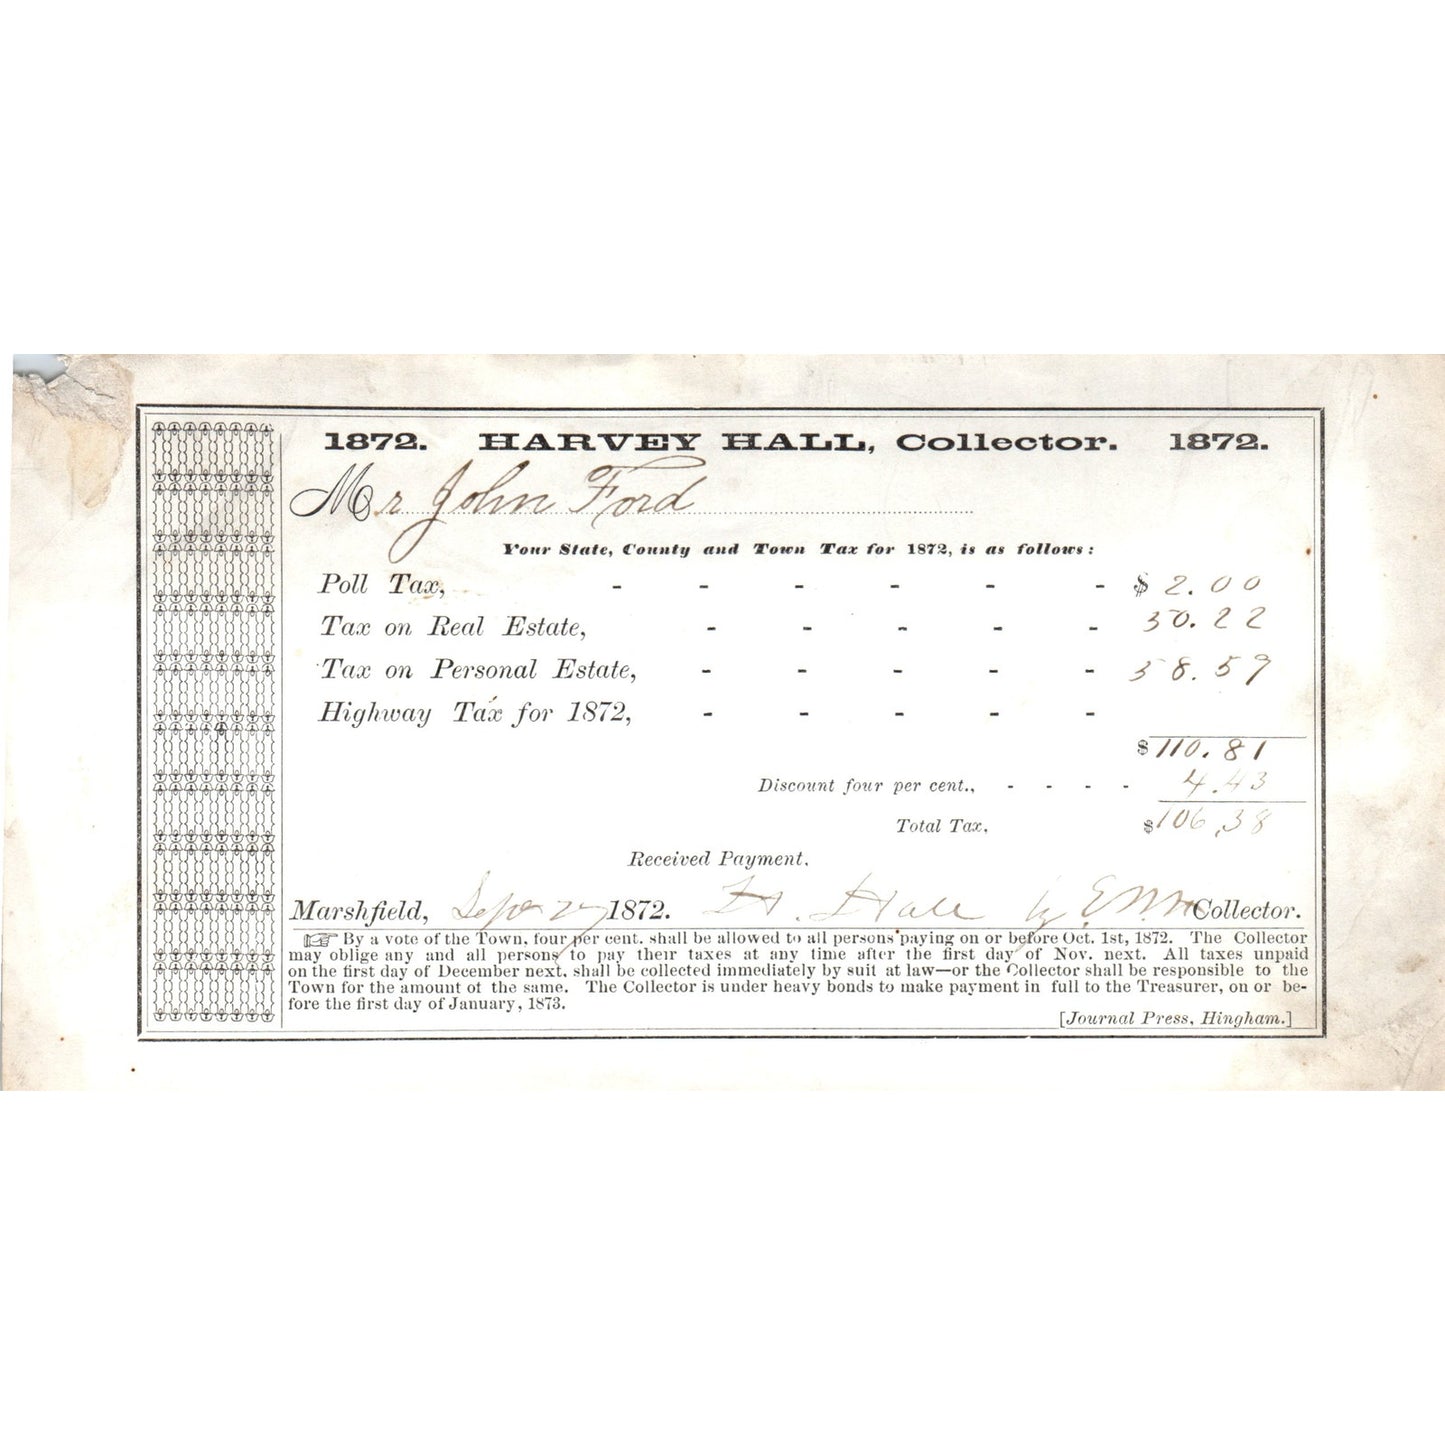 1872. HARVEY HALL, Collector. 1872.
Mr John Ford
Your State, County and Town Tax for 1872, is as follows:
Poll Tax, - - - - - - $ 2.00
Tax on Real Estate, - - - - - 50.22
Tax on Personal Estate, - - - - - 58.59
Highway Tax for 1872, - - - - -
$ 110.81
Discount four per cent., - - - - 4.43
Total Tax, $ 106.38
Received Payment,
Marshfield, Sept 27 1872. H. Hall by Collector.
☞ By a vote of the Town, four per cent. shall be allowed to all persons paying on or before Oct. 1st, 1872. The Collector
may oblige any and all persons to pay their taxes at any time after the first day of Nov. next. All taxes unpaid
on the first day of December next, shall be collected immediately by suit at law—or the Collector shall be responsible to the
Town for the amount of the same. The Collector is under heavy bonds to make payment in full to the Treasurer, on or be-
fore the first day of January, 1873.
[Journal Press, Hingham.]